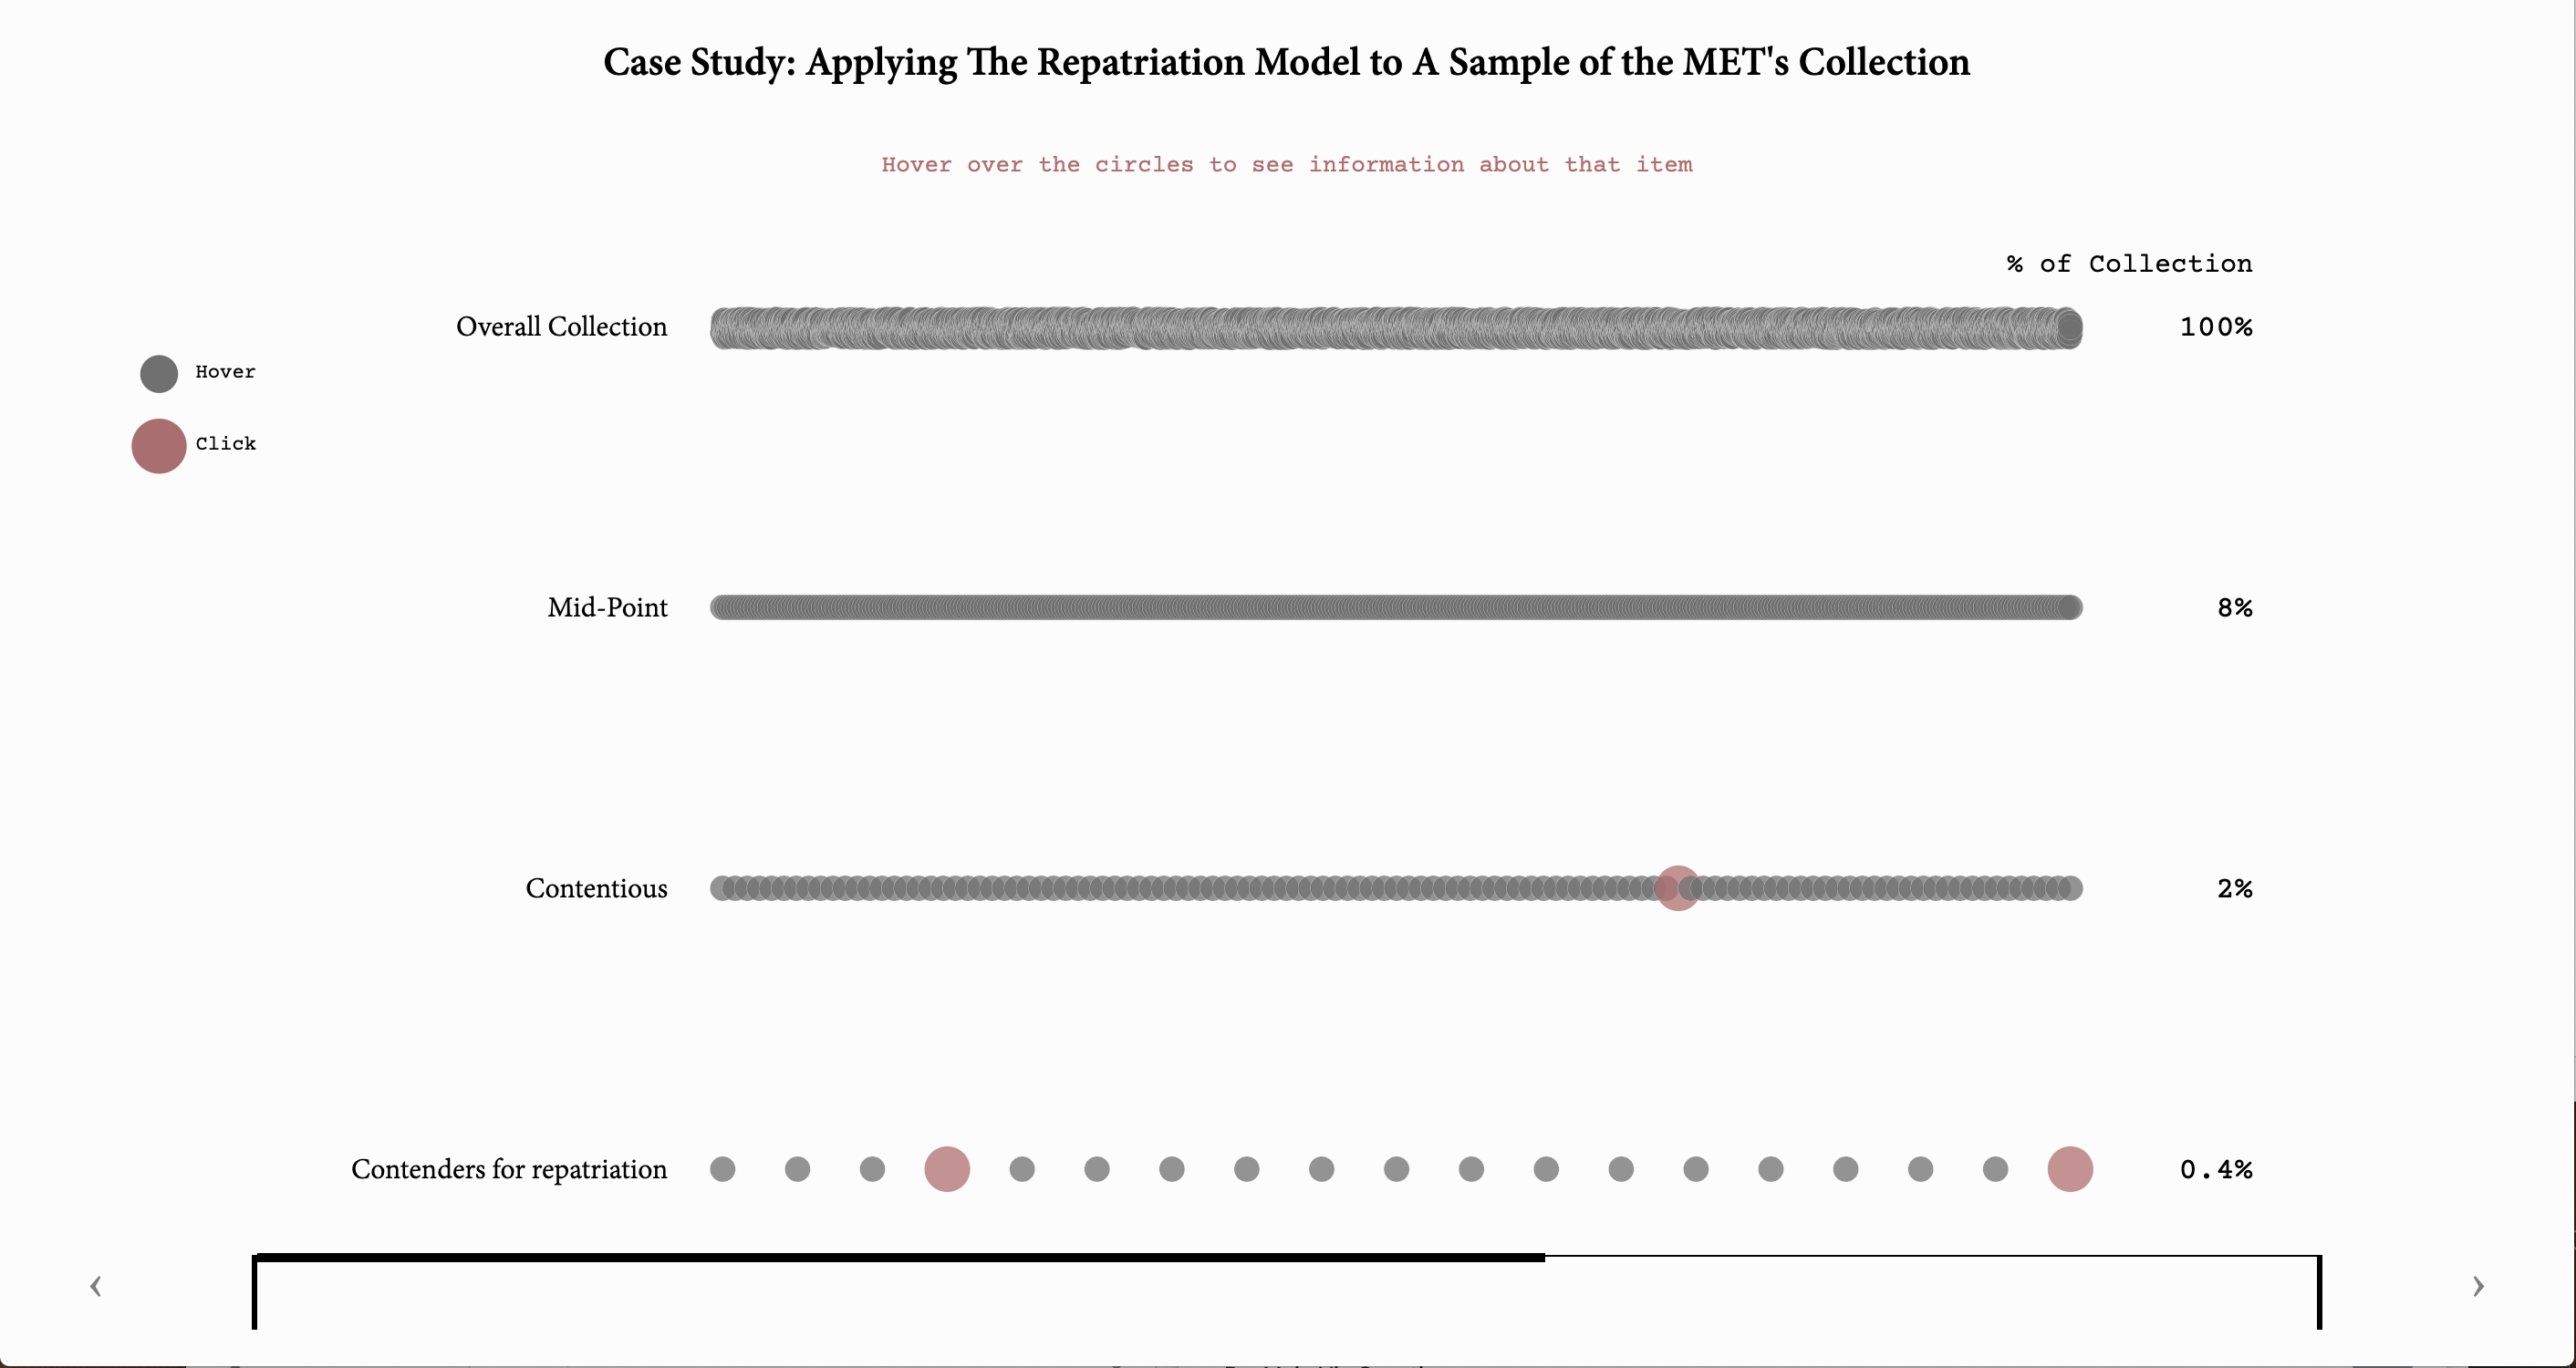 Case Study: Applying The Repatriation Model to A Sample of the MET's Collection
Hover over the circles to see information about that item
% of Collection
Overall Collection
100%
Hover
Click
Mid-Point
8%
Contentious
2%
Contenders for repatriation
0.4%
‹
›